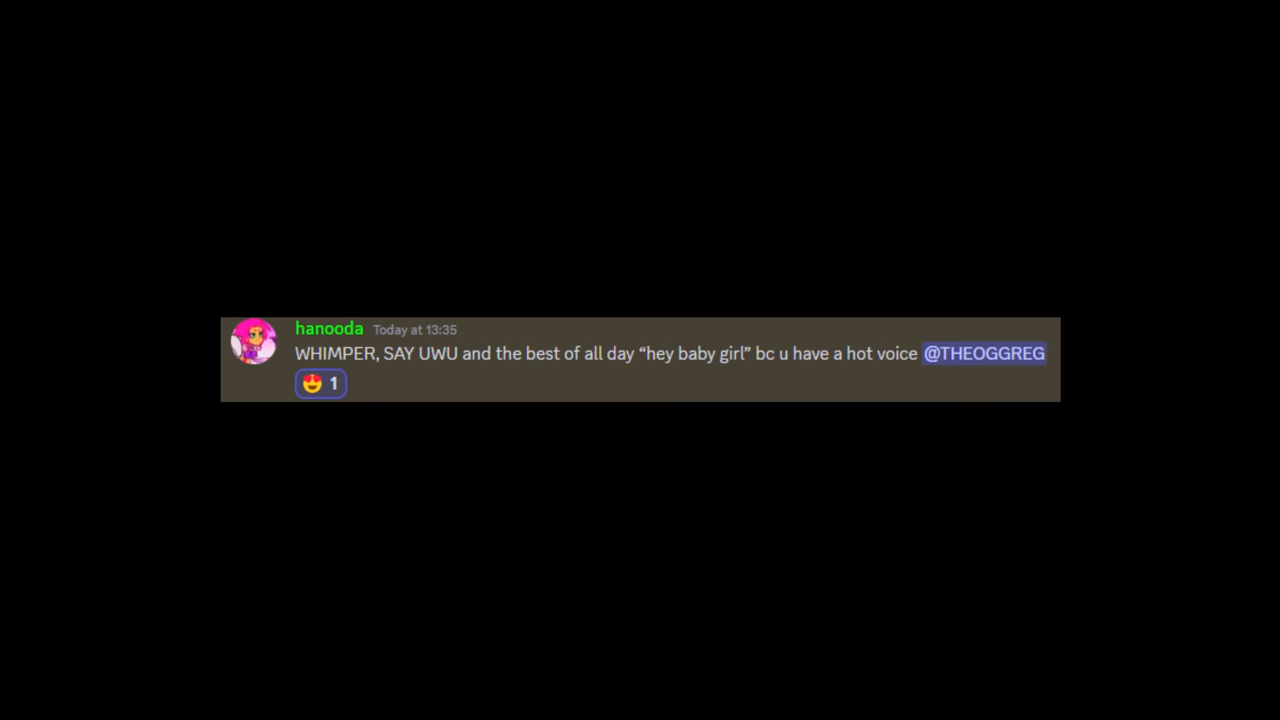 hanooda Today at 13:35
WHIMPER, SAY UWU and the best of all day “hey baby girl” bc u have a hot voice @THEOGGREG
😍 1